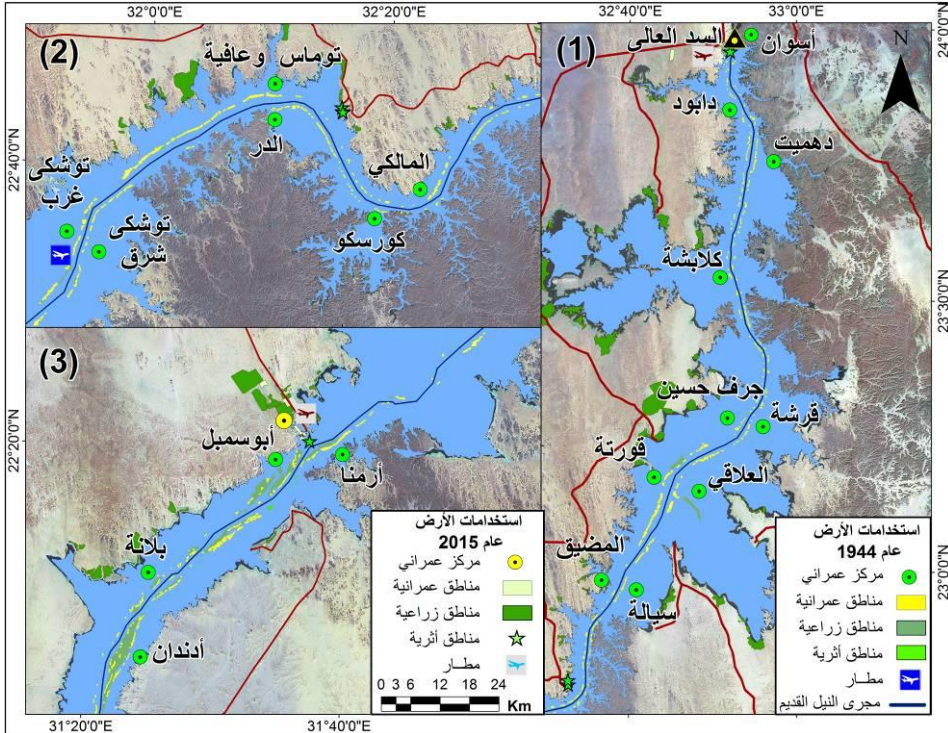 32°0'0"E
32°20'0"E
(2)
توماس وعافية
الدر
المالكي
كورسكو
توشكى
غرب
توشكى
شرق
22°40'0"N
32°40'0"E
33°0'0"E
24°0'0"N
(1)
N
السد العالى
أسوان
دابود
دهميت
كلابشة
23°30'0"N
جرف حسين
قرشة
قورتة
العلاقي
المضيق
سيالة
23°0'0"N
(3)
22°20'0"N
أبوسمبل
أرمنا
بلانة
أدندان
31°20'0"E
31°40'0"E
استخدامات الأرض
عام 2015
مركز عمراني
مناطق عمرانية
مناطق زراعية
مناطق أثرية
مطــار
0 3 6 12 18 24
Km
استخدامات الأرض
عام 1944
مركز عمراني
مناطق عمرانية
مناطق زراعية
مناطق أثرية
مطــار
مجرى النيل القديم